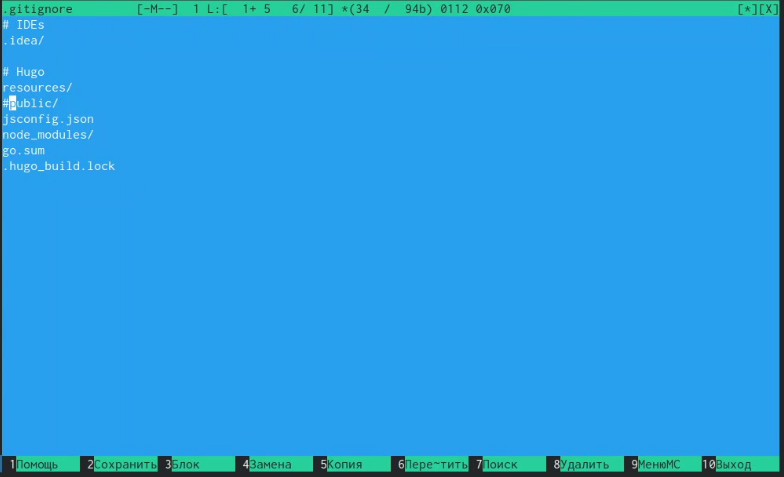 .gitignore [-M--] 1 L:[ 1+ 5 6/ 11] *(34 / 94b) 0112 0x070 [*][X]
# IDEs
.idea/
# Hugo
resources/
#public/
jsconfig.json
node_modules/
go.sum
.hugo_build.lock
1Помощь 2Сохранить 3Блок 4Замена 5Копия 6Пере~тить 7Поиск 8Удалить 9МенюMC 10Выход